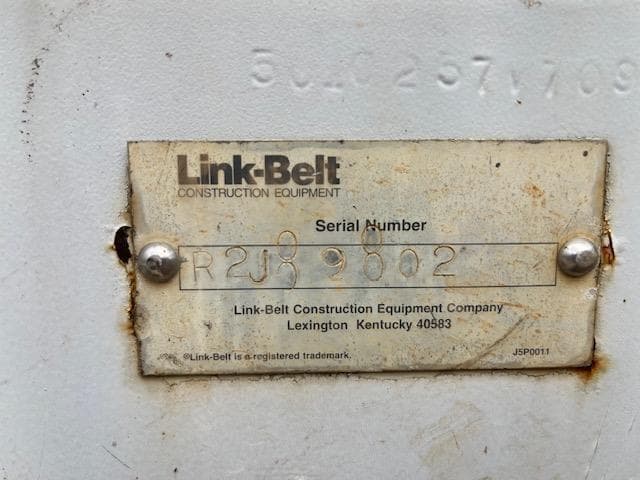 Link-Belt
CONSTRUCTION EQUIPMENT
Serial Number
R2J09002
Link-Belt Construction Equipment Company
Lexington Kentucky 40583
®Link-Belt is a registered trademark.
J5P0011